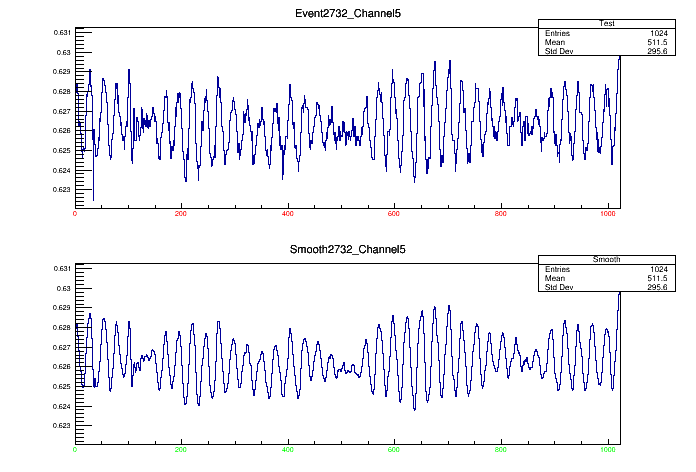 Event2732_Channel5
Test
Entries 1024
Mean 511.5
Std Dev 295.6
0.631
0.63
0.629
0.628
0.627
0.626
0.625
0.624
0.623
0 200 400 600 800 1000
Smooth2732_Channel5
Smooth
Entries 1024
Mean 511.5
Std Dev 295.6
0.631
0.63
0.629
0.628
0.627
0.626
0.625
0.624
0.623
0 200 400 600 800 1000